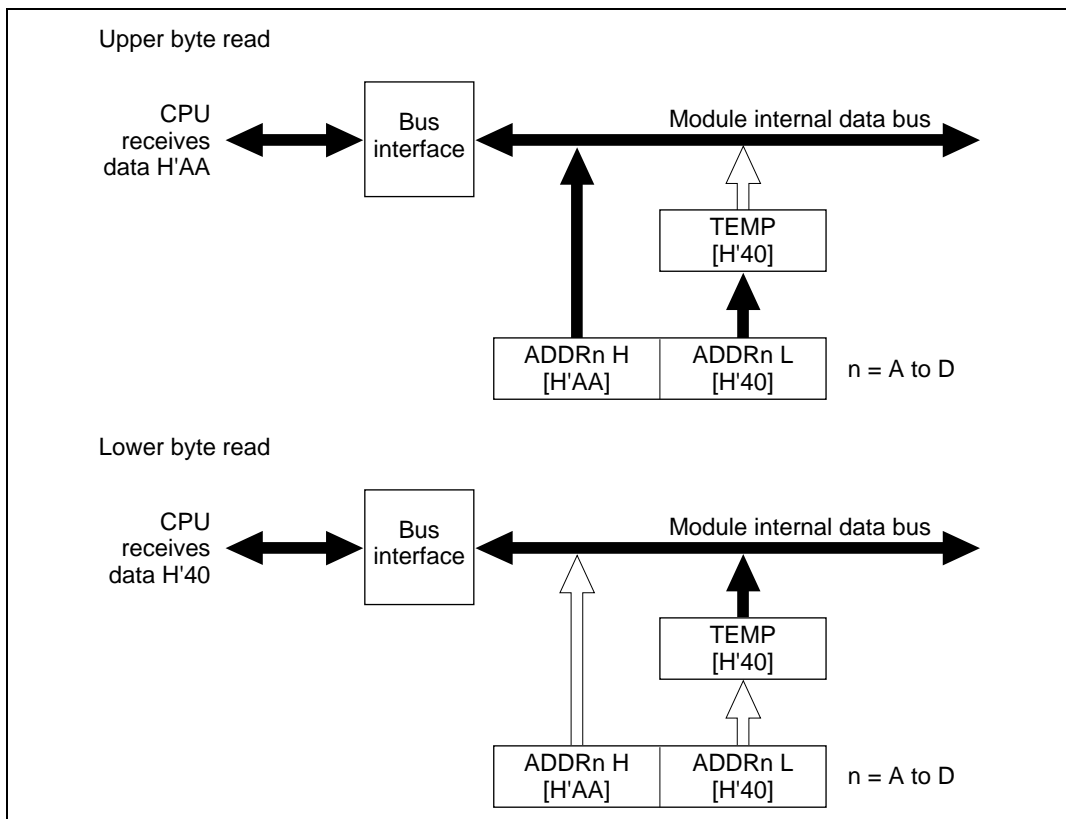 Upper byte read
CPU
receives
data H'AA
Bus
interface
Module internal data bus
TEMP
[H'40]
ADDRn H
[H'AA]
ADDRn L
[H'40]
n = A to D
Lower byte read
CPU
receives
data H'40
Bus
interface
Module internal data bus
TEMP
[H'40]
ADDRn H
[H'AA]
ADDRn L
[H'40]
n = A to D